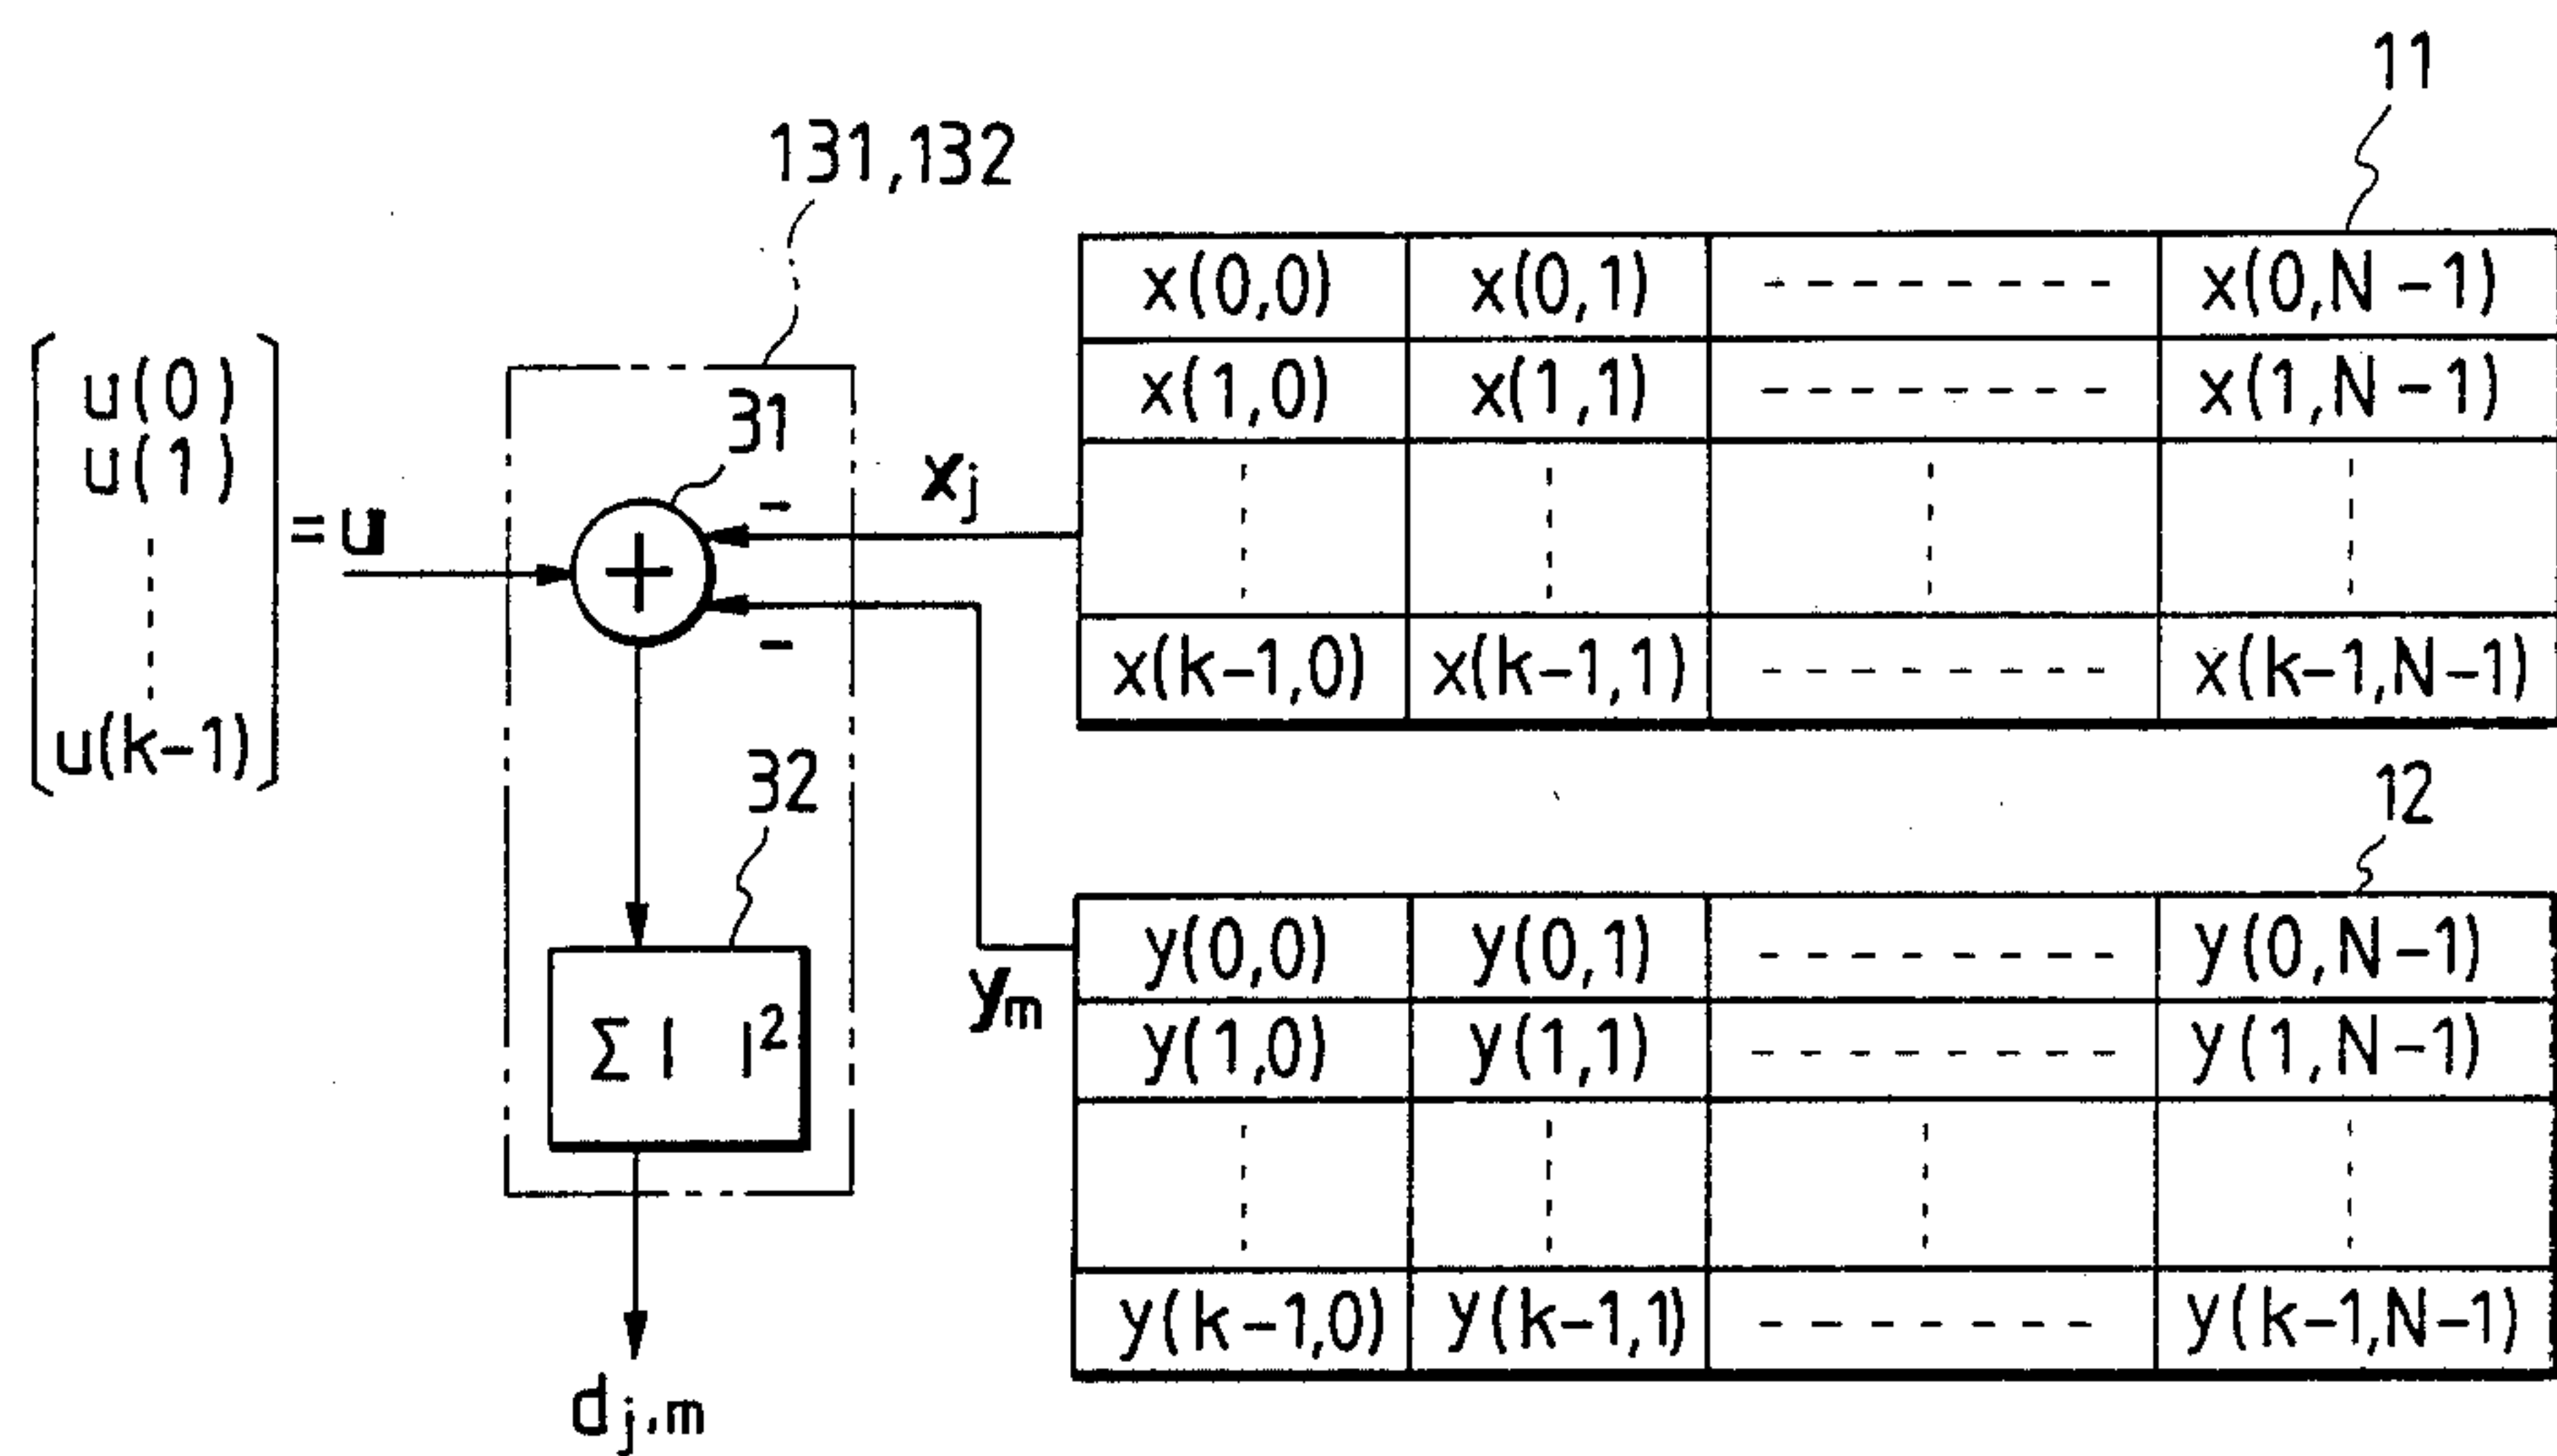 11
131,132
x(0,0) x(0,1) - - - - - - - - x(0,N-1)
x(1,0) x(1,1) - - - - - - - - x(1,N-1)
x(k-1,0) x(k-1,1) - - - - - - - - x(k-1,N-1)
u(0)
u(1)
u(k-1)
= u
31
xj
-
+
-
32
Σ | |²
ym
dj,m
12
y(0,0) y(0,1) - - - - - - - - y(0,N-1)
y(1,0) y(1,1) - - - - - - - - y(1,N-1)
y(k-1,0) y(k-1,1) - - - - - - - - y(k-1,N-1)